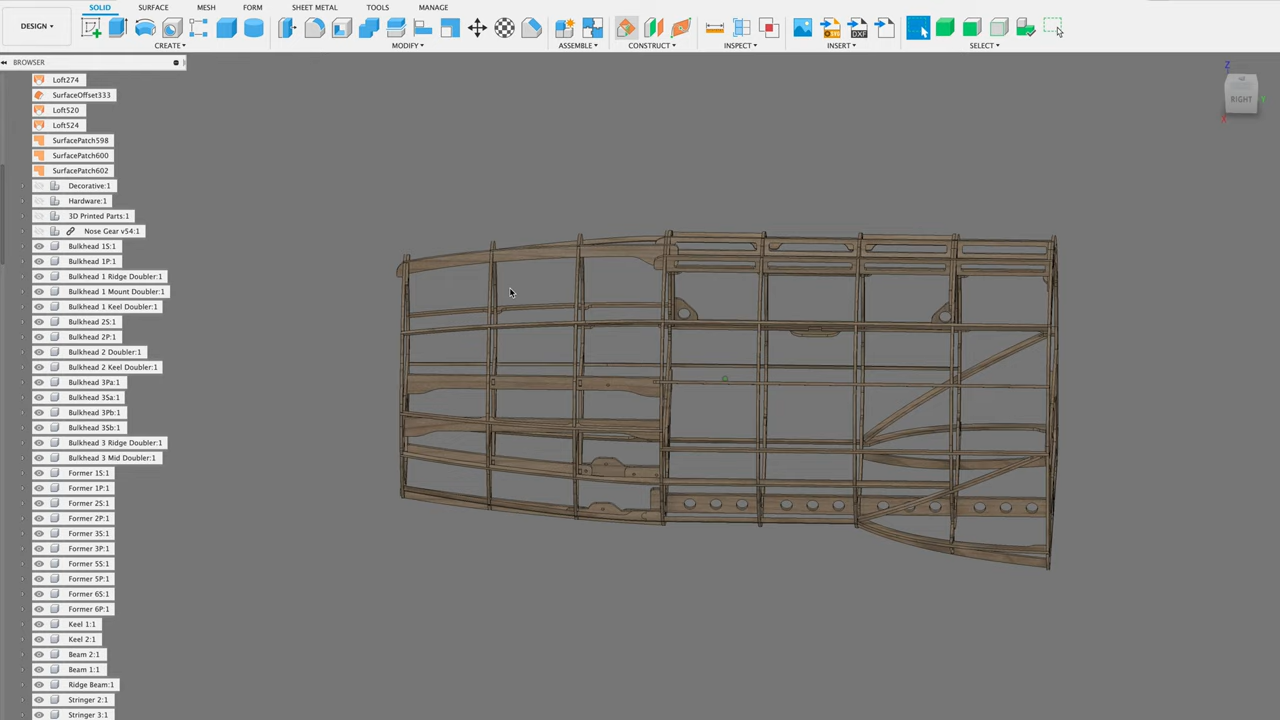 SOLID SURFACE MESH FORM SHEET METAL TOOLS MANAGE
DESIGN
CREATE MODIFY ASSEMBLE CONSTRUCT INSPECT INSERT SELECT
BROWSER
Loft274
SurfaceOffset333
Loft520
Loft524
SurfacePatch598
SurfacePatch600
SurfacePatch602
Decorative:1
Hardware:1
3D Printed Parts:1
Nose Gear v54:1
Bulkhead 1S:1
Bulkhead 1P:1
Bulkhead 1 Ridge Doubler:1
Bulkhead 1 Mount Doubler:1
Bulkhead 1 Keel Doubler:1
Bulkhead 2S:1
Bulkhead 2P:1
Bulkhead 2 Doubler:1
Bulkhead 2 Keel Doubler:1
Bulkhead 3Pa:1
Bulkhead 3Sa:1
Bulkhead 3Pb:1
Bulkhead 3Sb:1
Bulkhead 3 Ridge Doubler:1
Bulkhead 3 Mid Doubler:1
Former 1S:1
Former 1P:1
Former 2S:1
Former 2P:1
Former 3S:1
Former 3P:1
Former 5S:1
Former 5P:1
Former 6S:1
Former 6P:1
Keel 1:1
Keel 2:1
Beam 2:1
Beam 1:1
Ridge Beam:1
Stringer 2:1
Stringer 3:1
Z
RIGHT
Y
X
DXF